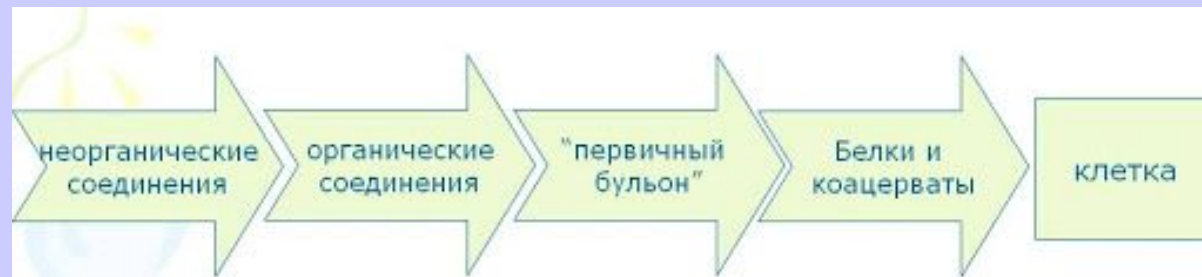 неорганические
соединения
органические
соединения
"первичный
бульон"
Белки и
коацерваты
клетка